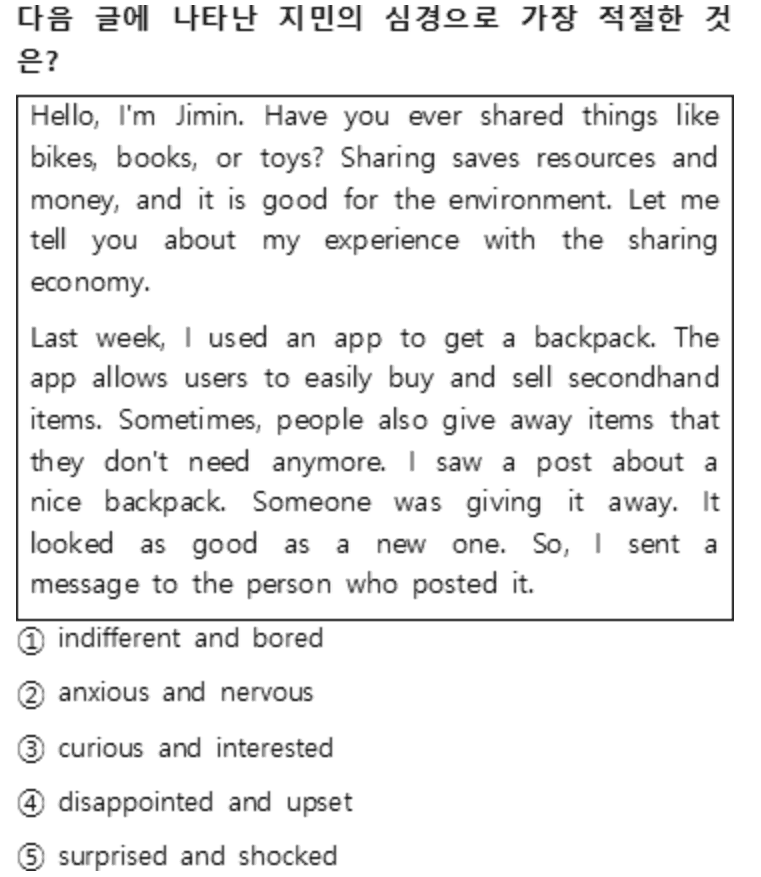 다음 글에 나타난 지민의 심경으로 가장 적절한 것
은?
Hello, I'm Jimin. Have you ever shared things like
bikes, books, or toys? Sharing saves resources and
money, and it is good for the environment. Let me
tell you about my experience with the sharing
economy.
Last week, I used an app to get a backpack. The
app allows users to easily buy and sell secondhand
items. Sometimes, people also give away items that
they don't need anymore. I saw a post about a
nice backpack. Someone was giving it away. It
looked as good as a new one. So, I sent a
message to the person who posted it.
① indifferent and bored
② anxious and nervous
③ curious and interested
④ disappointed and upset
⑤ surprised and shocked